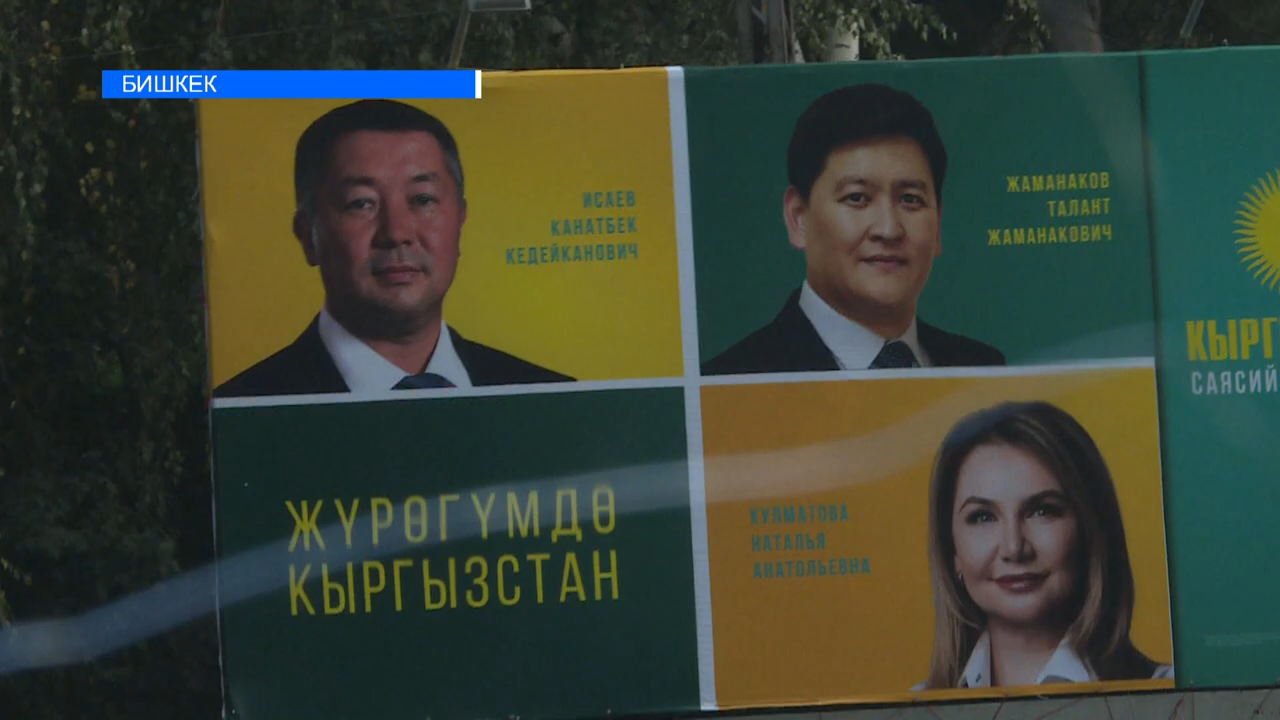 БИШКЕК
ИСАЕВ
КАНАТБЕК
КЕДЕЙКАНОВИЧ
ЖАМАНАКОВ
ТАЛАНТ
ЖАМАНАКОВИЧ
ЖҮРӨГҮМДӨ
КЫРГЫЗСТАН
КУЛМАТОВА
НАТАЛЬЯ
АНАТОЛЬЕВНА
КЫРГ
САЯСИЙ